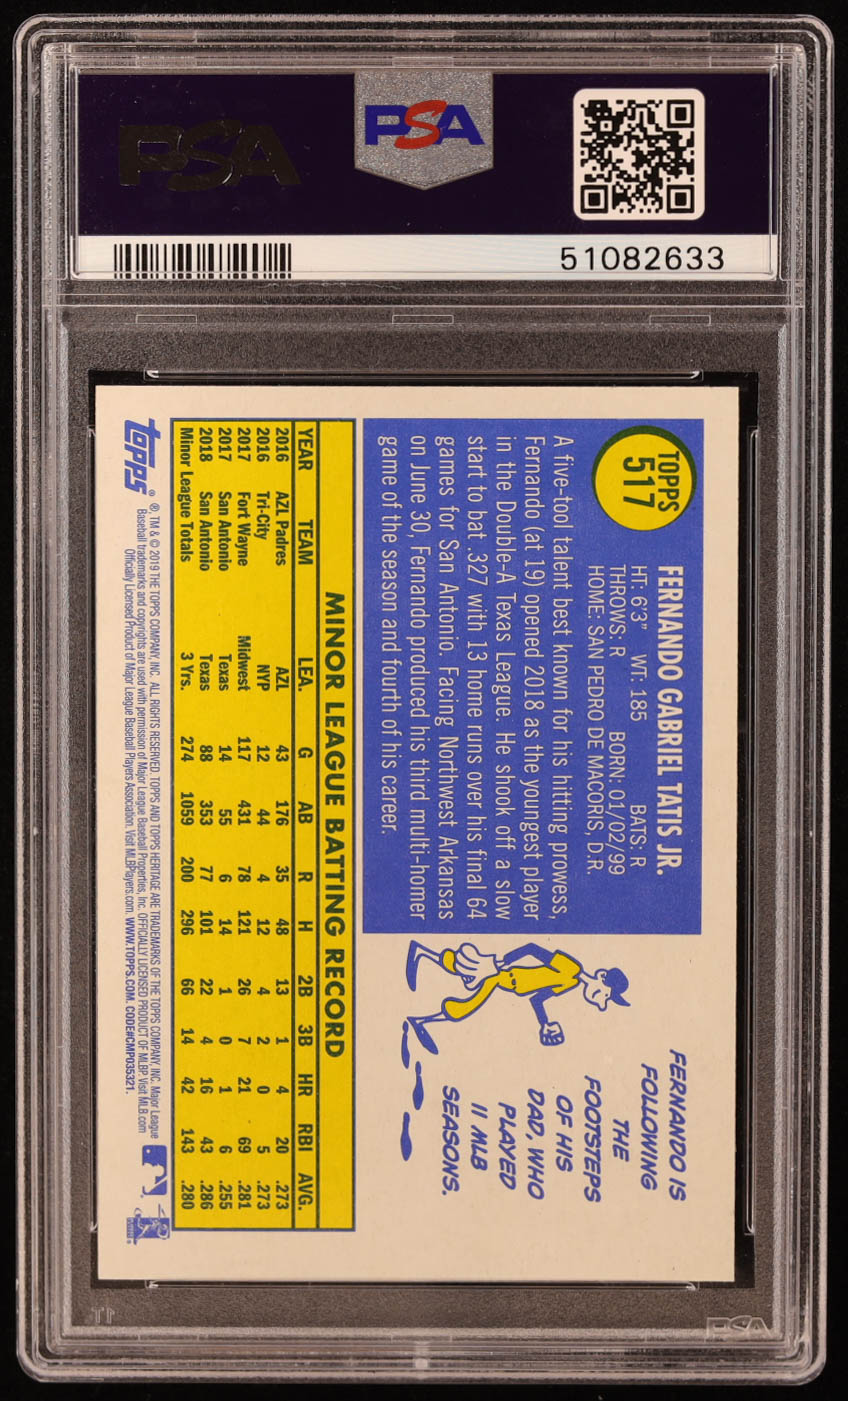 PSA
PSA
51082633
TOPPS
517
FERNANDO GABRIEL TATIS JR.
HT: 6'3" WT: 185 BATS: R
THROWS: R BORN: 01/02/99
HOME: SAN PEDRO DE MACORIS, D.R.
A five-tool talent best known for his hitting prowess,
Fernando (at 19) opened 2018 as the youngest player
in the Double-A Texas League. He shook off a slow
start to bat .327 with 13 home runs over his final 64
games for San Antonio. Facing Northwest Arkansas
on June 30, Fernando produced his third multi-homer
game of the season and fourth of his career.
FERNANDO IS
FOLLOWING
THE
FOOTSTEPS
OF HIS
DAD, WHO
PLAYED
11 MLB
SEASONS.
MINOR LEAGUE BATTING RECORD
YEAR TEAM LEA. G AB R H 2B 3B HR RBI AVG.
2016 AZL Padres AZL 43 176 35 48 13 1 4 20 .273
2016 Tri-City NYP 12 44 4 12 4 2 0 5 .273
2017 Fort Wayne Midwest 117 431 78 121 26 7 21 69 .281
2017 San Antonio Texas 14 55 6 14 1 0 1 6 .255
2018 San Antonio Texas 88 353 77 101 22 4 16 43 .286
Minor League Totals 3 Yrs. 274 1059 200 296 66 14 42 143 .280
topps
®, TM & © 2019 THE TOPPS COMPANY, INC. ALL RIGHTS RESERVED. TOPPS AND TOPPS HERITAGE ARE TRADEMARKS OF THE TOPPS COMPANY, INC. Major League
Baseball trademarks and copyrights are used with permission of Major League Baseball Properties, Inc. OFFICIALLY LICENSED PRODUCT OF MLBP. Visit MLB.com
Officially Licensed Product of Major League Baseball Players Association. Visit MLBPlayers.com. WWW.TOPPS.COM. CODE#CMP035321.
PSA